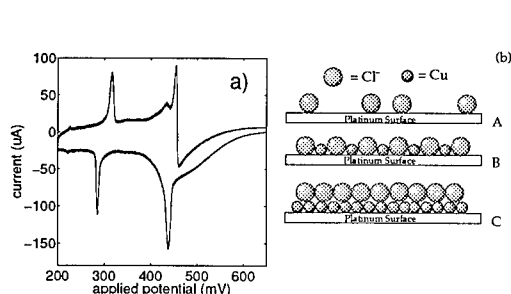 100
50
0
−50
−100
−150
current (uA)
a)
200
300
400
500
600
applied potential (mV)
(b)
= Cl⁻
= Cu
Platinum Surface
A
Platinum Surface
B
Platinum Surface
C